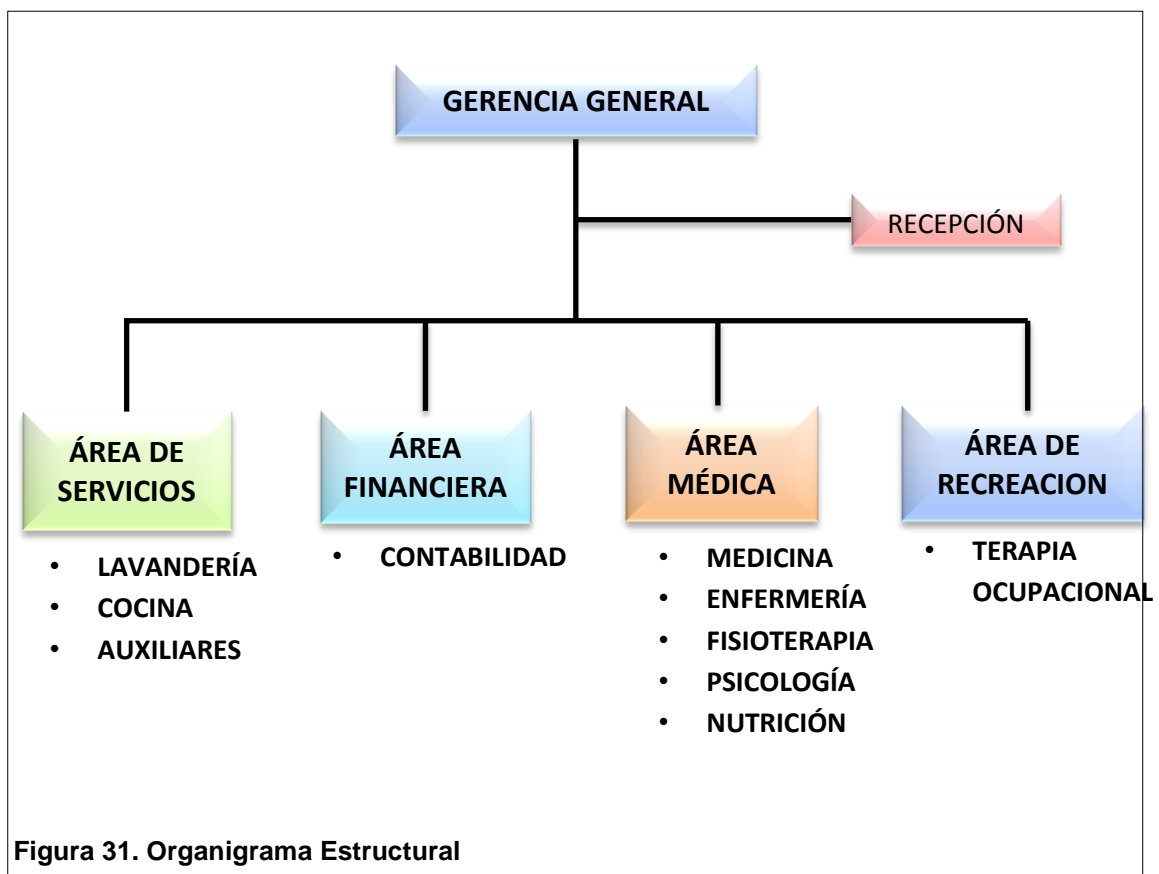 GERENCIA GENERAL
RECEPCIÓN
ÁREA DE
SERVICIOS
• LAVANDERÍA
• COCINA
• AUXILIARES
ÁREA
FINANCIERA
• CONTABILIDAD
ÁREA
MÉDICA
• MEDICINA
• ENFERMERÍA
• FISIOTERAPIA
• PSICOLOGÍA
• NUTRICIÓN
ÁREA DE
RECREACION
• TERAPIA
OCUPACIONAL
Figura 31. Organigrama Estructural